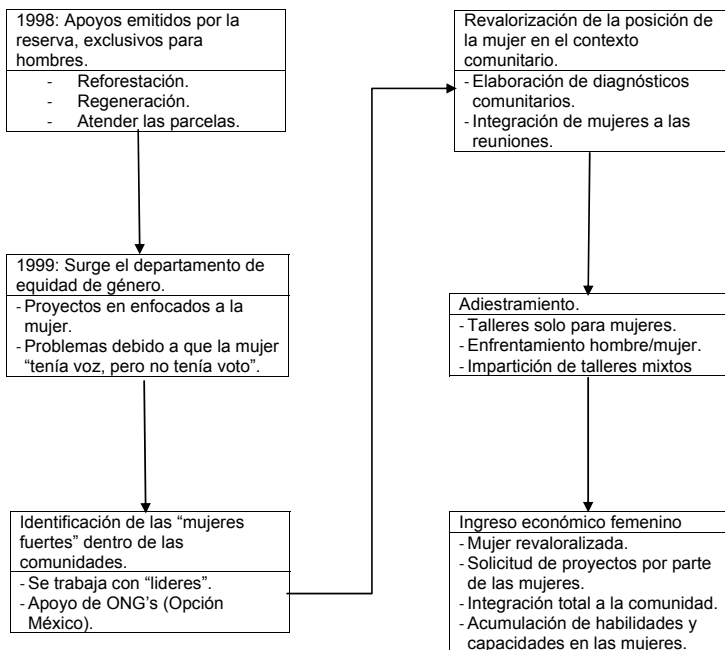 1998: Apoyos emitidos por la
reserva, exclusivos para
hombres.
- Reforestación.
- Regeneración.
- Atender las parcelas.
1999: Surge el departamento de
equidad de género.
- Proyectos en enfocados a la
mujer.
- Problemas debido a que la mujer
“tenía voz, pero no tenía voto”.
Identificación de las “mujeres
fuertes” dentro de las
comunidades.
- Se trabaja con “lideres”.
- Apoyo de ONG’s (Opción
México).
Revalorización de la posición de
la mujer en el contexto
comunitario.
- Elaboración de diagnósticos
comunitarios.
- Integración de mujeres a las
reuniones.
Adiestramiento.
- Talleres solo para mujeres.
- Enfrentamiento hombre/mujer.
- Impartición de talleres mixtos
Ingreso económico femenino
- Mujer revaloralizada.
- Solicitud de proyectos por parte
de las mujeres.
- Integración total a la comunidad.
- Acumulación de habilidades y
capacidades en las mujeres.